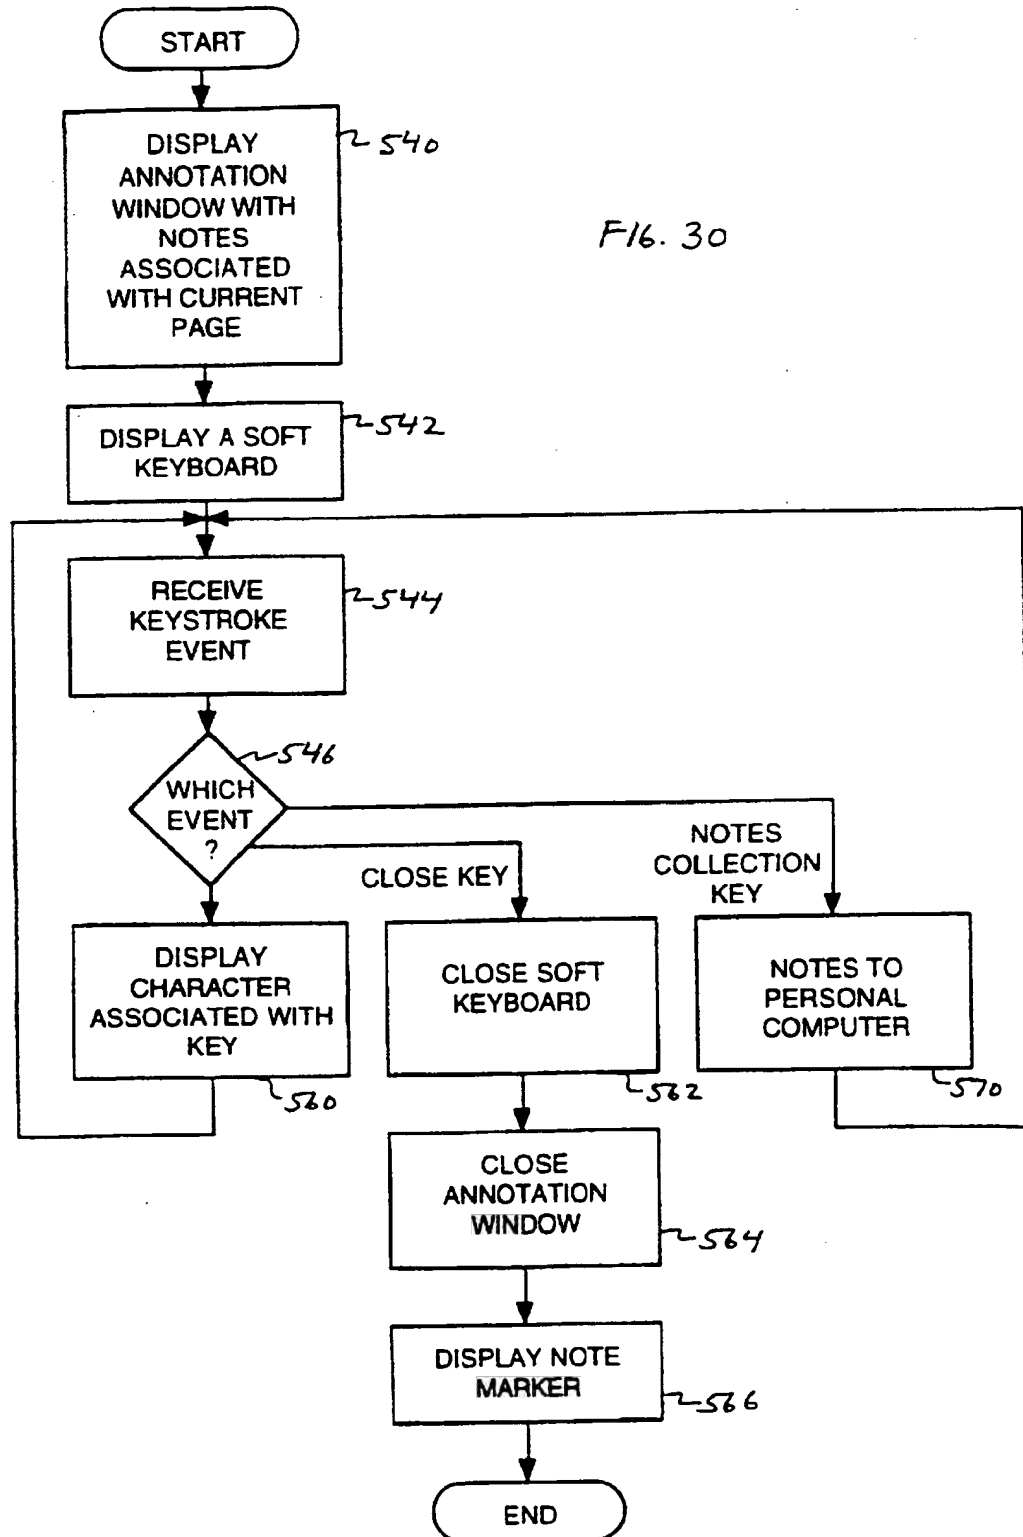 START
DISPLAY
ANNOTATION
WINDOW WITH
NOTES
ASSOCIATED
WITH CURRENT
PAGE
540
FIG. 30
DISPLAY A SOFT
KEYBOARD
542
RECEIVE
KEYSTROKE
EVENT
544
WHICH
EVENT
?
546
CLOSE KEY
NOTES
COLLECTION
KEY
DISPLAY
CHARACTER
ASSOCIATED WITH
KEY
560
CLOSE SOFT
KEYBOARD
562
NOTES TO
PERSONAL
COMPUTER
570
CLOSE
ANNOTATION
WINDOW
564
DISPLAY NOTE
MARKER
566
END